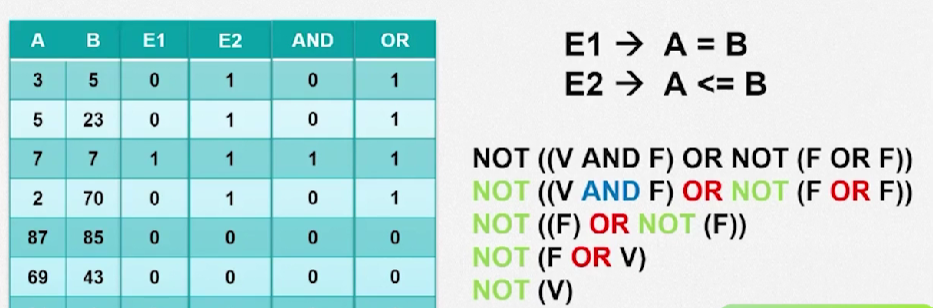 A B E1 E2 AND OR
3 5 0 1 0 1
5 23 0 1 0 1
7 7 1 1 1 1
2 70 0 1 0 1
87 85 0 0 0 0
69 43 0 0 0 0
E1 → A = B
E2 → A <= B
NOT ((V AND F) OR NOT (F OR F))
NOT ((V AND F) OR NOT (F OR F))
NOT ((F) OR NOT (F))
NOT (F OR V)
NOT (V)